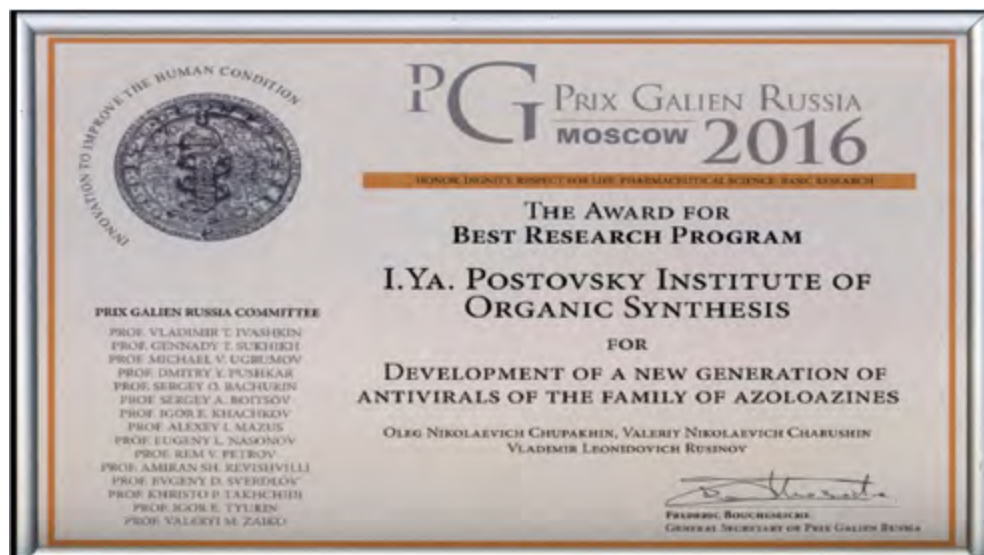 INNOVATION TO IMPROVE THE HUMAN CONDITION
PG PRIX GALIEN RUSSIA
MOSCOW 2016
HONOR, DIGNITY, RESPECT FOR LIFE, PHARMACEUTICAL SCIENCE, BASIC RESEARCH
THE AWARD FOR
BEST RESEARCH PROGRAM
I.YA. POSTOVSKY INSTITUTE OF
ORGANIC SYNTHESIS
FOR
DEVELOPMENT OF A NEW GENERATION OF
ANTIVIRALS OF THE FAMILY OF AZOLOAZINES
OLEG NIKOLAEVICH CHUPAKHIN, VALERIY NIKOLAEVICH CHARUSHIN
VLADIMIR LEONIDOVICH RUSINOV
PRIX GALIEN RUSSIA COMMITTEE
PROF. VLADIMIR T. IVASHKIN
PROF. GENNADY T. SUKHIKH
PROF. MICHAEL V. UGRUMOV
PROF. DMITRY Y. PUSHKAR
PROF. SERGEY O. BACHURIN
PROF. SERGEY A. BOITSOV
PROF. IGOR E. KHACHKOV
PROF. ALEXEY I. MAZUS
PROF. EUGENY L. NASONOV
PROF. REM V. PETROV
PROF. AMIRAN SH. REVISHVILLI
PROF. EVGENY D. SVERDLOV
PROF. KHRISTO P. TAKHCHIDI
PROF. IGOR E. TYURIN
PROF. VALERYI M. ZAIKO
FREDERIC
GENERAL SECRETARY OF PRIX GALIEN RUSSIA